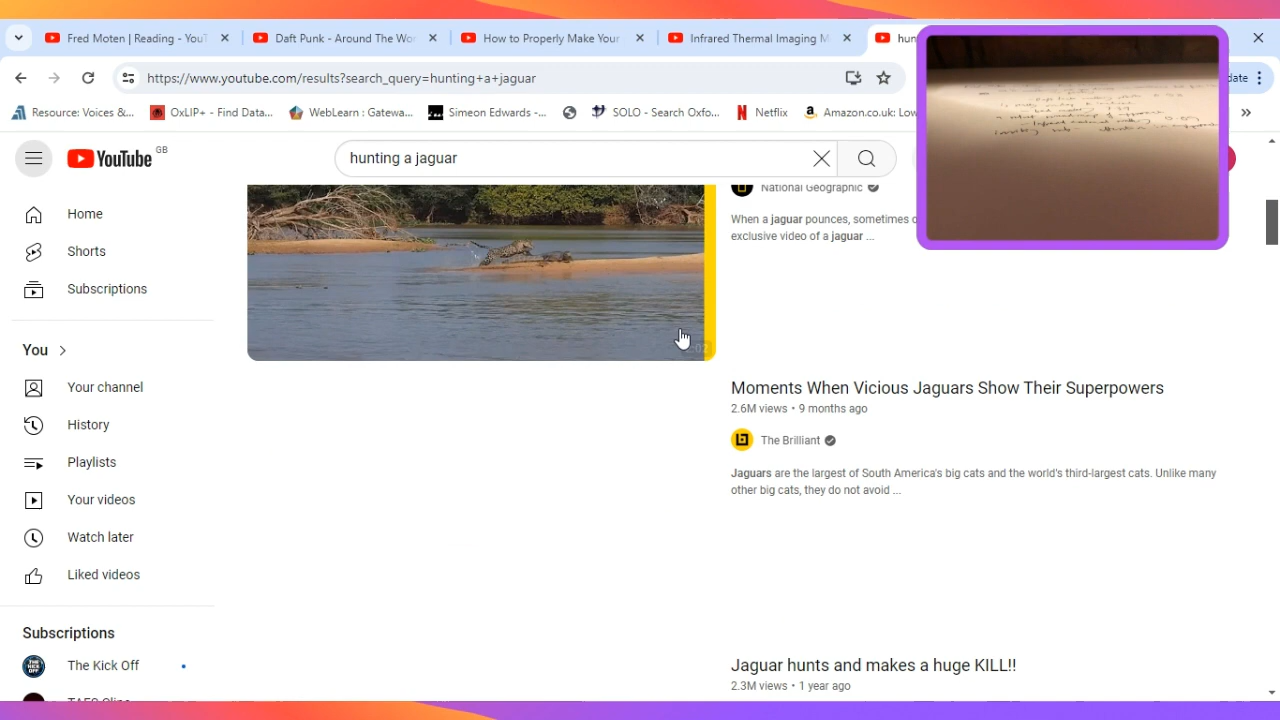 Fred Moten | Reading - YouT
Daft Punk - Around The Wor
How to Properly Make Your
Infrared Thermal Imaging M
hun
https://www.youtube.com/results?search_query=hunting+a+jaguar
date
Resource: Voices &...
OxLIP+ - Find Data...
Simeon Edwards -...
SOLO - Search Oxfo...
Netflix
Amazon.co.uk: Low
YouTube GB
hunting a jaguar
Home
Shorts
Subscriptions
You
Your channel
History
Playlists
Your videos
Watch later
Liked videos
Subscriptions
The Kick Off
National Geographic
When a jaguar pounces, sometimes
exclusive video of a jaguar ...
Moments When Vicious Jaguars Show Their Superpowers
2.6M views • 9 months ago
The Brilliant
Jaguars are the largest of South America's big cats and the world's third-largest cats. Unlike many
other big cats, they do not avoid ...
Jaguar hunts and makes a huge KILL!!
2.3M views • 1 year ago